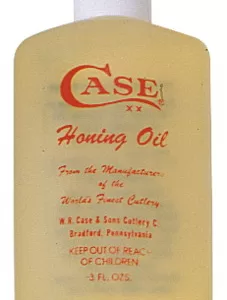 CASE
XX
Honing Oil
From the Manufacturer
of the
World's Finest Cutlery
W.R. Case & Sons Cutlery C
Bradford, Pennsylvania
KEEP OUT OF REACH
OF CHILDREN
3 FL. OZS.